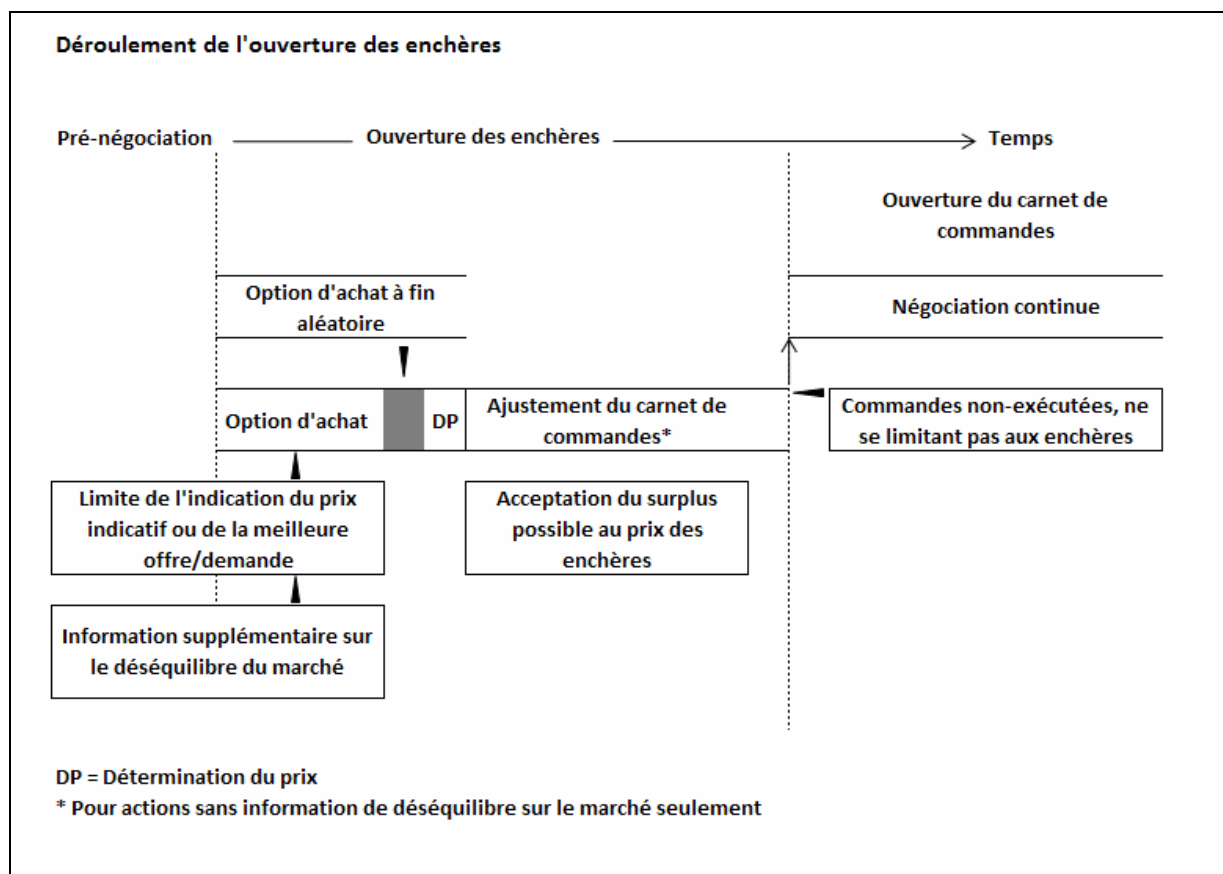 Déroulement de l'ouverture des enchères
Pré-négociation
Ouverture des enchères
Temps
Ouverture du carnet de
commandes
Option d'achat à fin
aléatoire
Négociation continue
Option d'achat
DP
Ajustement du carnet de
commandes*
Commandes non-exécutées, ne
se limitant pas aux enchères
Limite de l'indication du prix
indicatif ou de la meilleure
offre/demande
Acceptation du surplus
possible au prix des
enchères
Information supplémentaire sur
le déséquilibre du marché
DP = Détermination du prix
* Pour actions sans information de déséquilibre sur le marché seulement